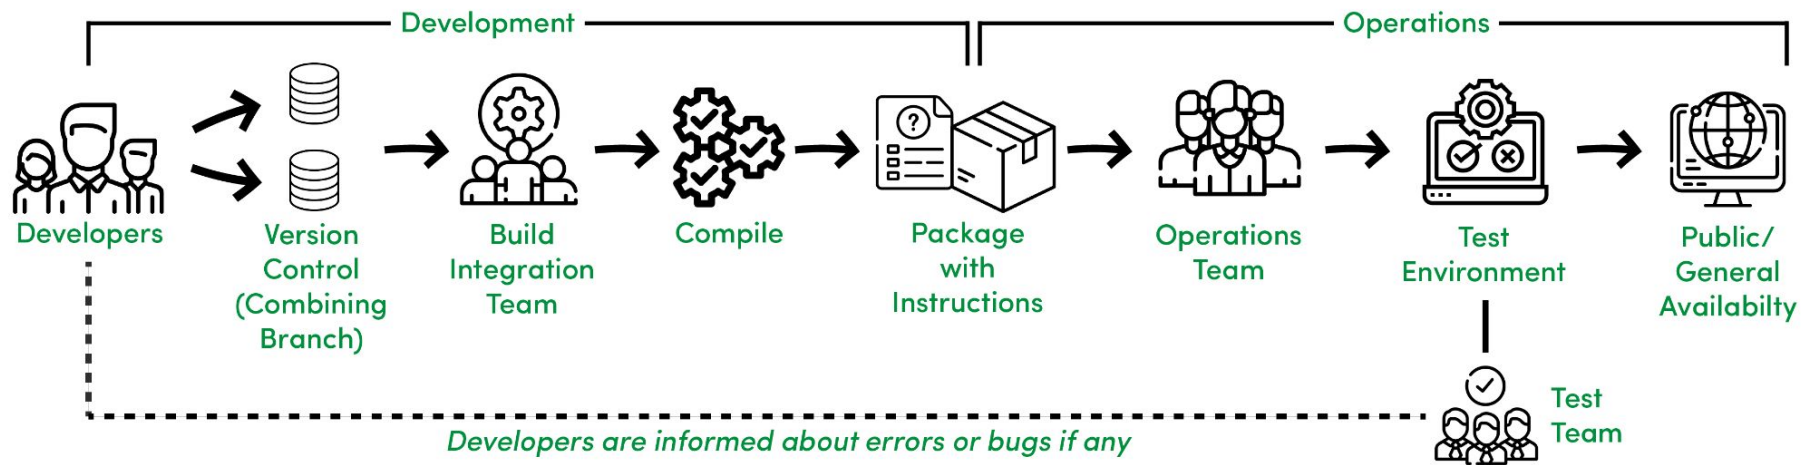 Development
Operations
Developers
Version
Control
(Combining
Branch)
Build
Integration
Team
Compile
Package
with
Instructions
Operations
Team
Test
Environment
Public/
General
Availabilty
Test
Team
Developers are informed about errors or bugs if any